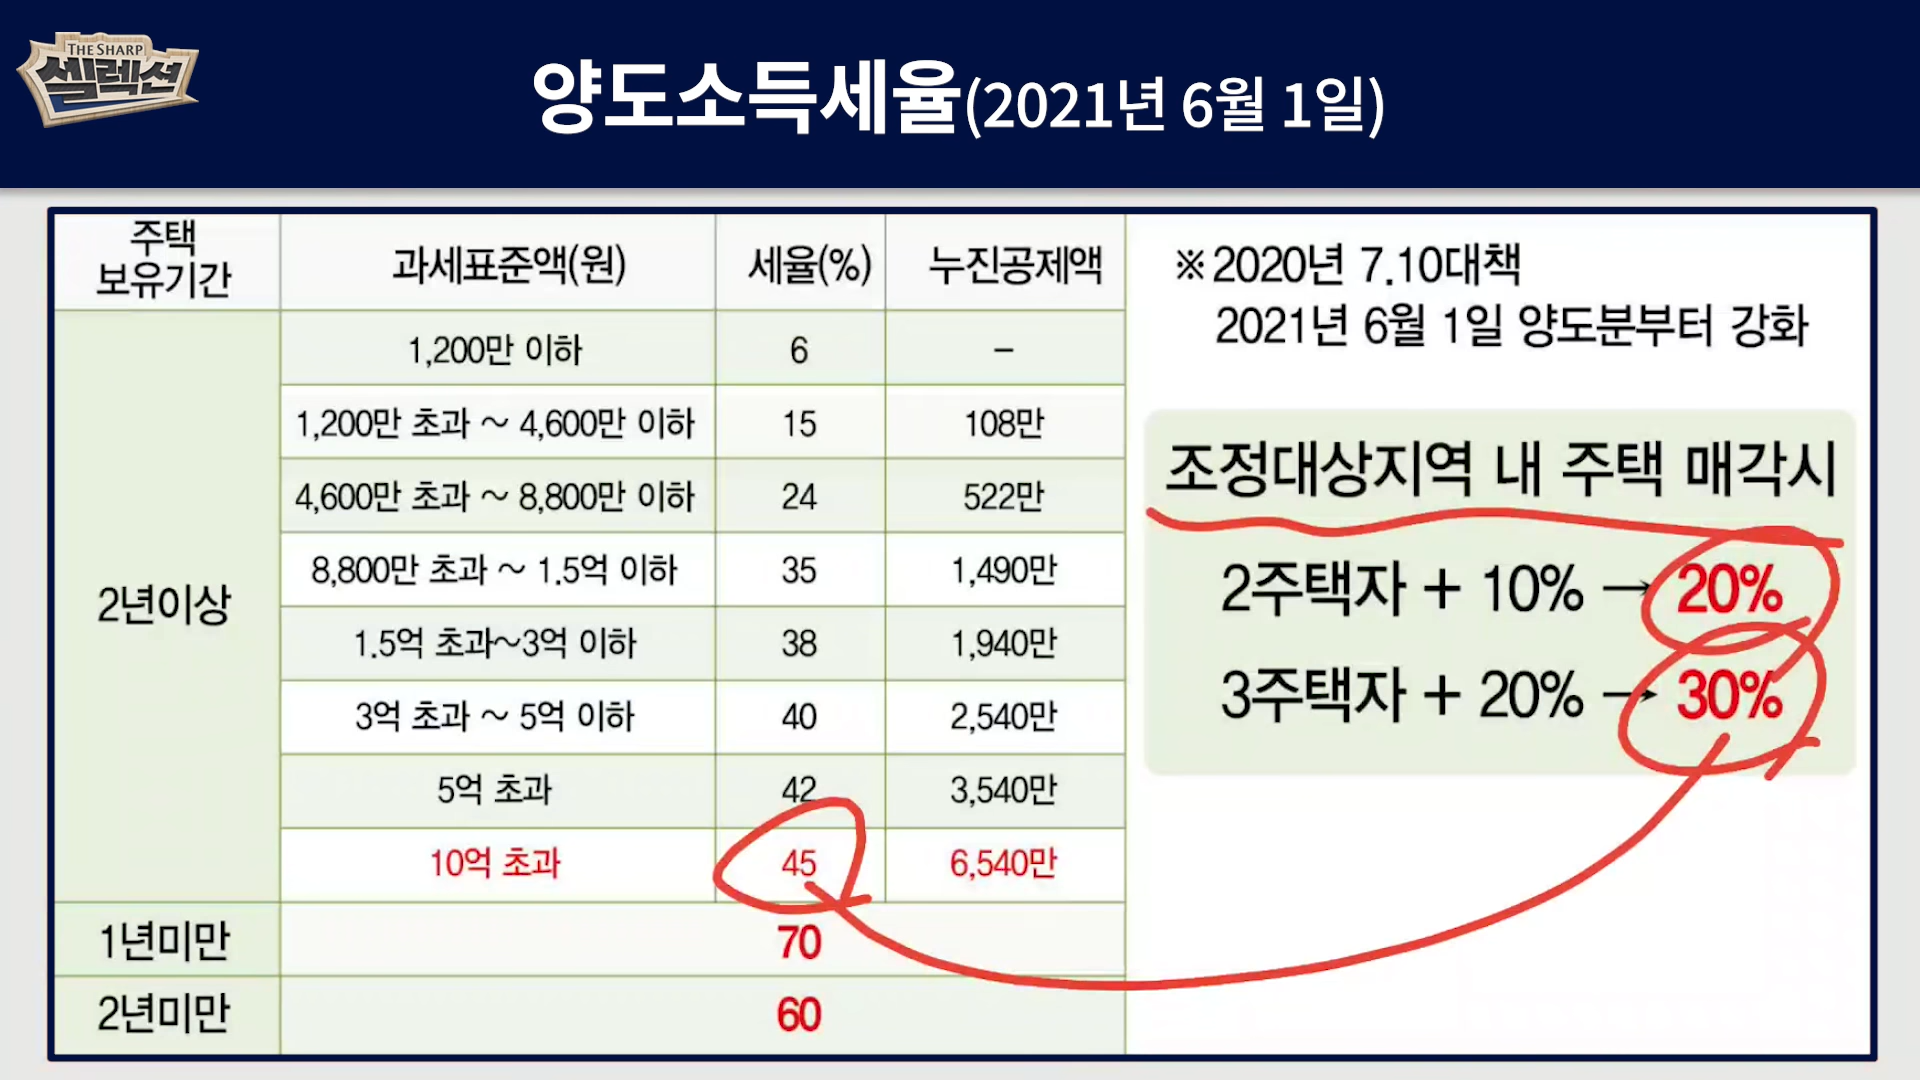 THE SHARP
셀렉션
양도소득세율(2021년 6월 1일)
주택
보유기간
과세표준액(원)
세율(%)
누진공제액
2년이상
1,200만 이하
6
–
1,200만 초과 ~ 4,600만 이하
15
108만
4,600만 초과 ~ 8,800만 이하
24
522만
8,800만 초과 ~ 1.5억 이하
35
1,490만
1.5억 초과~3억 이하
38
1,940만
3억 초과 ~ 5억 이하
40
2,540만
5억 초과
42
3,540만
10억 초과
45
6,540만
1년미만
70
2년미만
60
※2020년 7.10대책
2021년 6월 1일 양도분부터 강화
조정대상지역 내 주택 매각시
2주택자 + 10% → 20%
3주택자 + 20% → 30%